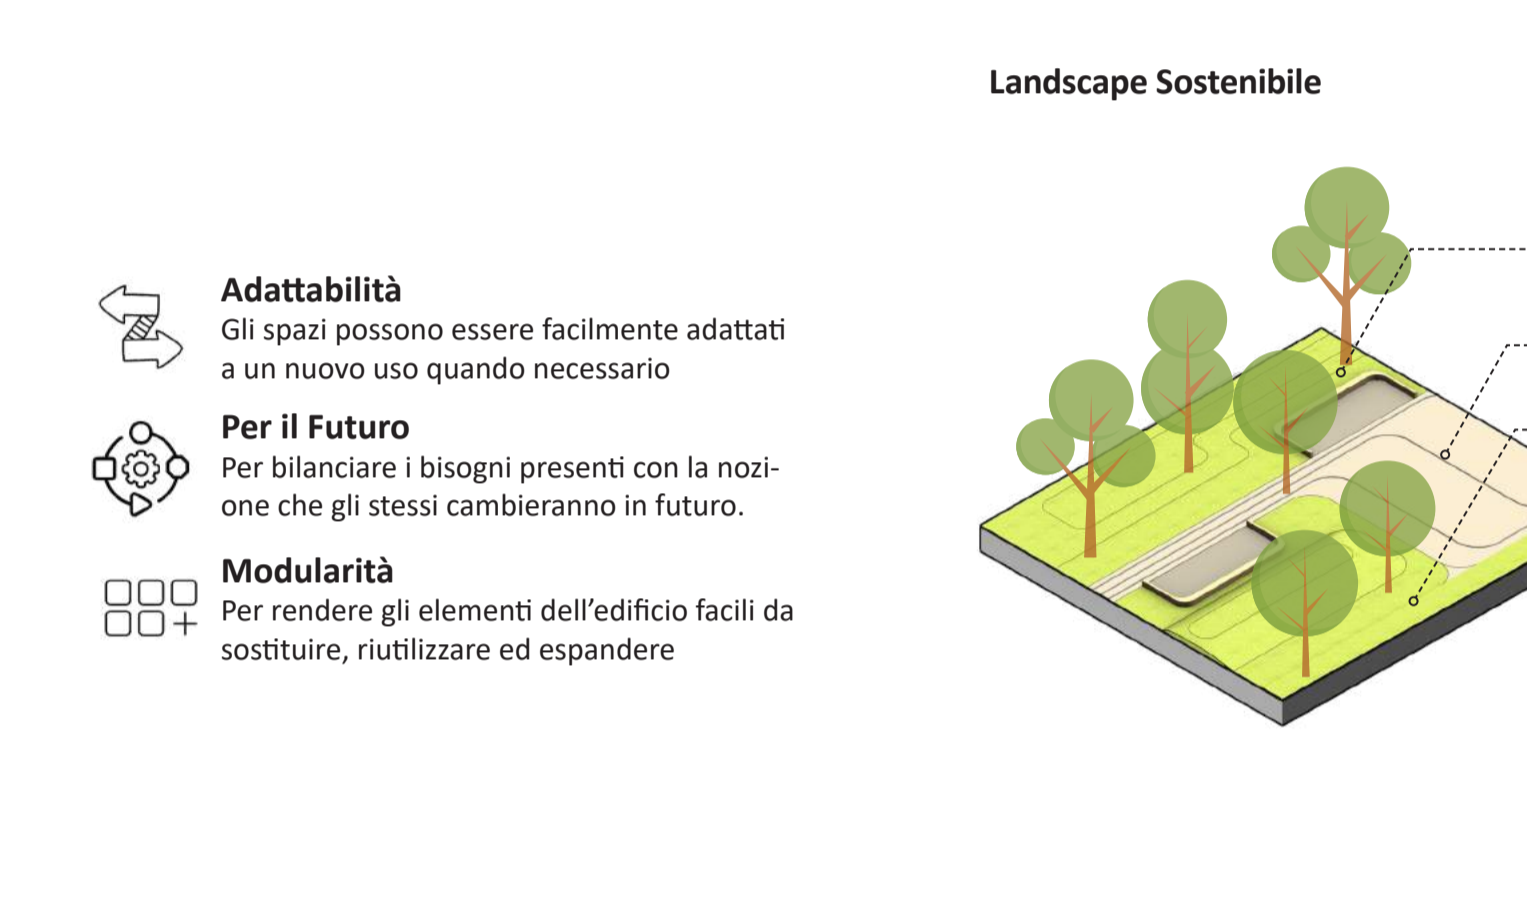 Landscape Sostenibile
Adattabilità
Gli spazi possono essere facilmente adattati
a un nuovo uso quando necessario
Per il Futuro
Per bilanciare i bisogni presenti con la nozi-
one che gli stessi cambieranno in futuro.
Modularità
Per rendere gli elementi dell’edificio facili da
sostituire, riutilizzare ed espandere